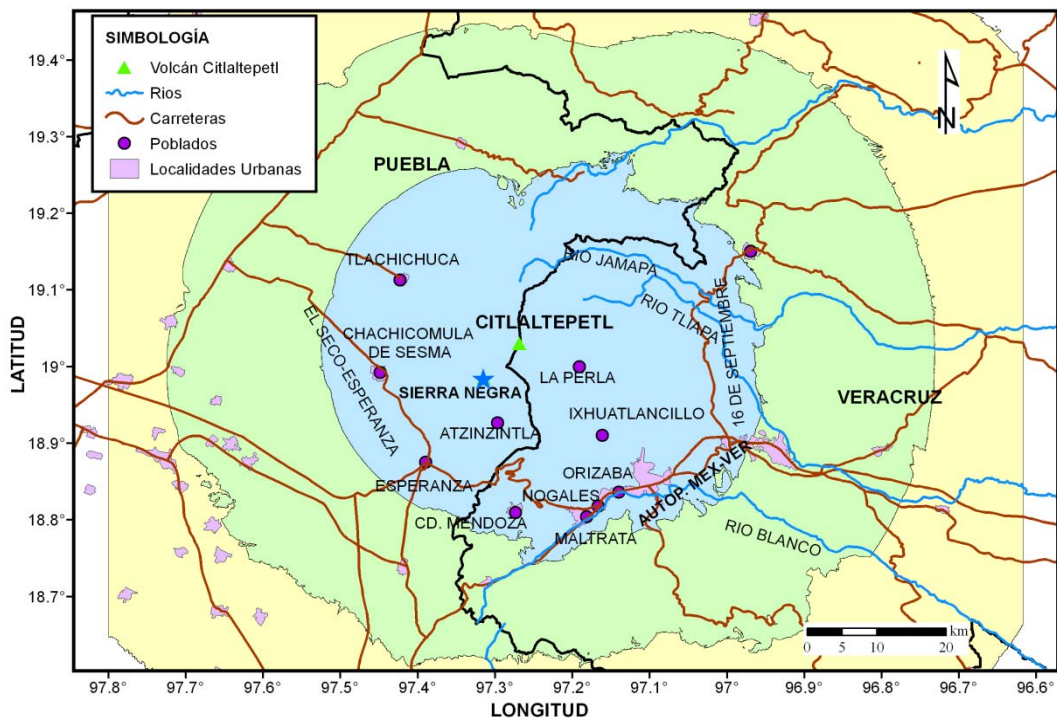 SIMBOLOGÍA
Volcán Citlaltepetl
Rios
Carreteras
Poblados
Localidades Urbanas
N
19.4°
19.3°
19.2°
19.1°
19°
18.9°
18.8°
18.7°
LATITUD
PUEBLA
TLACHICHUCA
RIO JAMAPA
RIO TLIAPA
CITLALTEPETL
CHACHICOMULA
DE SESMA
EL SECO-ESPERANZA
SIERRA NEGRA
LA PERLA
16 DE SEPTIEMBRE
VERACRUZ
IXHUATLANCILLO
ATZINZINTLA
ESPERANZA
ORIZABA
NOGALES
AUTOP. MEX-VER
CD. MENDOZA
MALTRATA
RIO BLANCO
km
0 5 10 20
97.8 97.7° 97.6° 97.5° 97.4° 97.3° 97.2° 97.1° 97° 96.9° 96.8° 96.7° 96.6°
LONGITUD